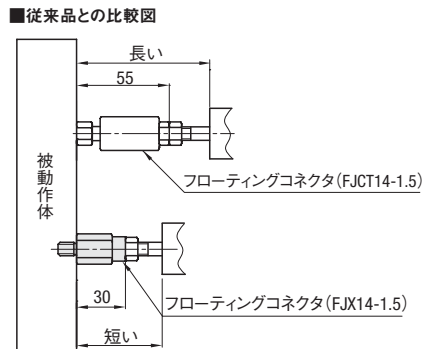 ■従来品との比較図
長い
55
被動作体
フローティングコネクタ(FJCT14-1.5)
30
フローティングコネクタ(FJX14-1.5)
短い